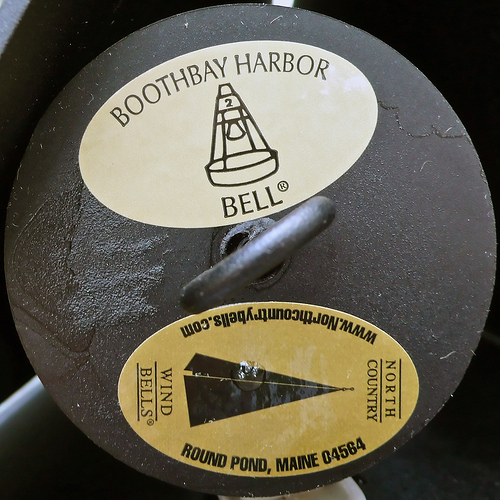 BOOTHBAY HARBOR
2
BELL®
www.Northcountrybells.com
NORTH
COUNTRY
WIND
BELLS®
ROUND POND, MAINE 04564